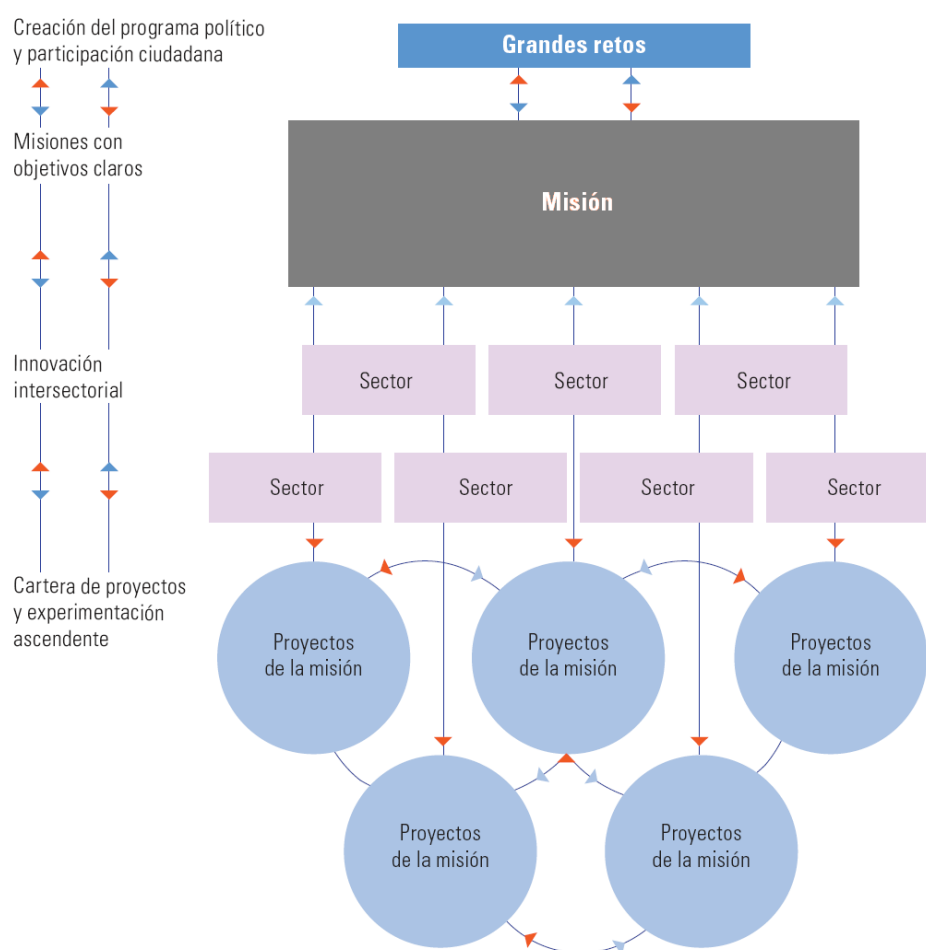 Creación del programa político
y participación ciudadana
Grandes retos
Misiones con
objetivos claros
Misión
Innovación
intersectorial
Sector
Sector
Sector
Sector
Sector
Sector
Sector
Cartera de proyectos
y experimentación
ascendente
Proyectos
de la misión
Proyectos
de la misión
Proyectos
de la misión
Proyectos
de la misión
Proyectos
de la misión